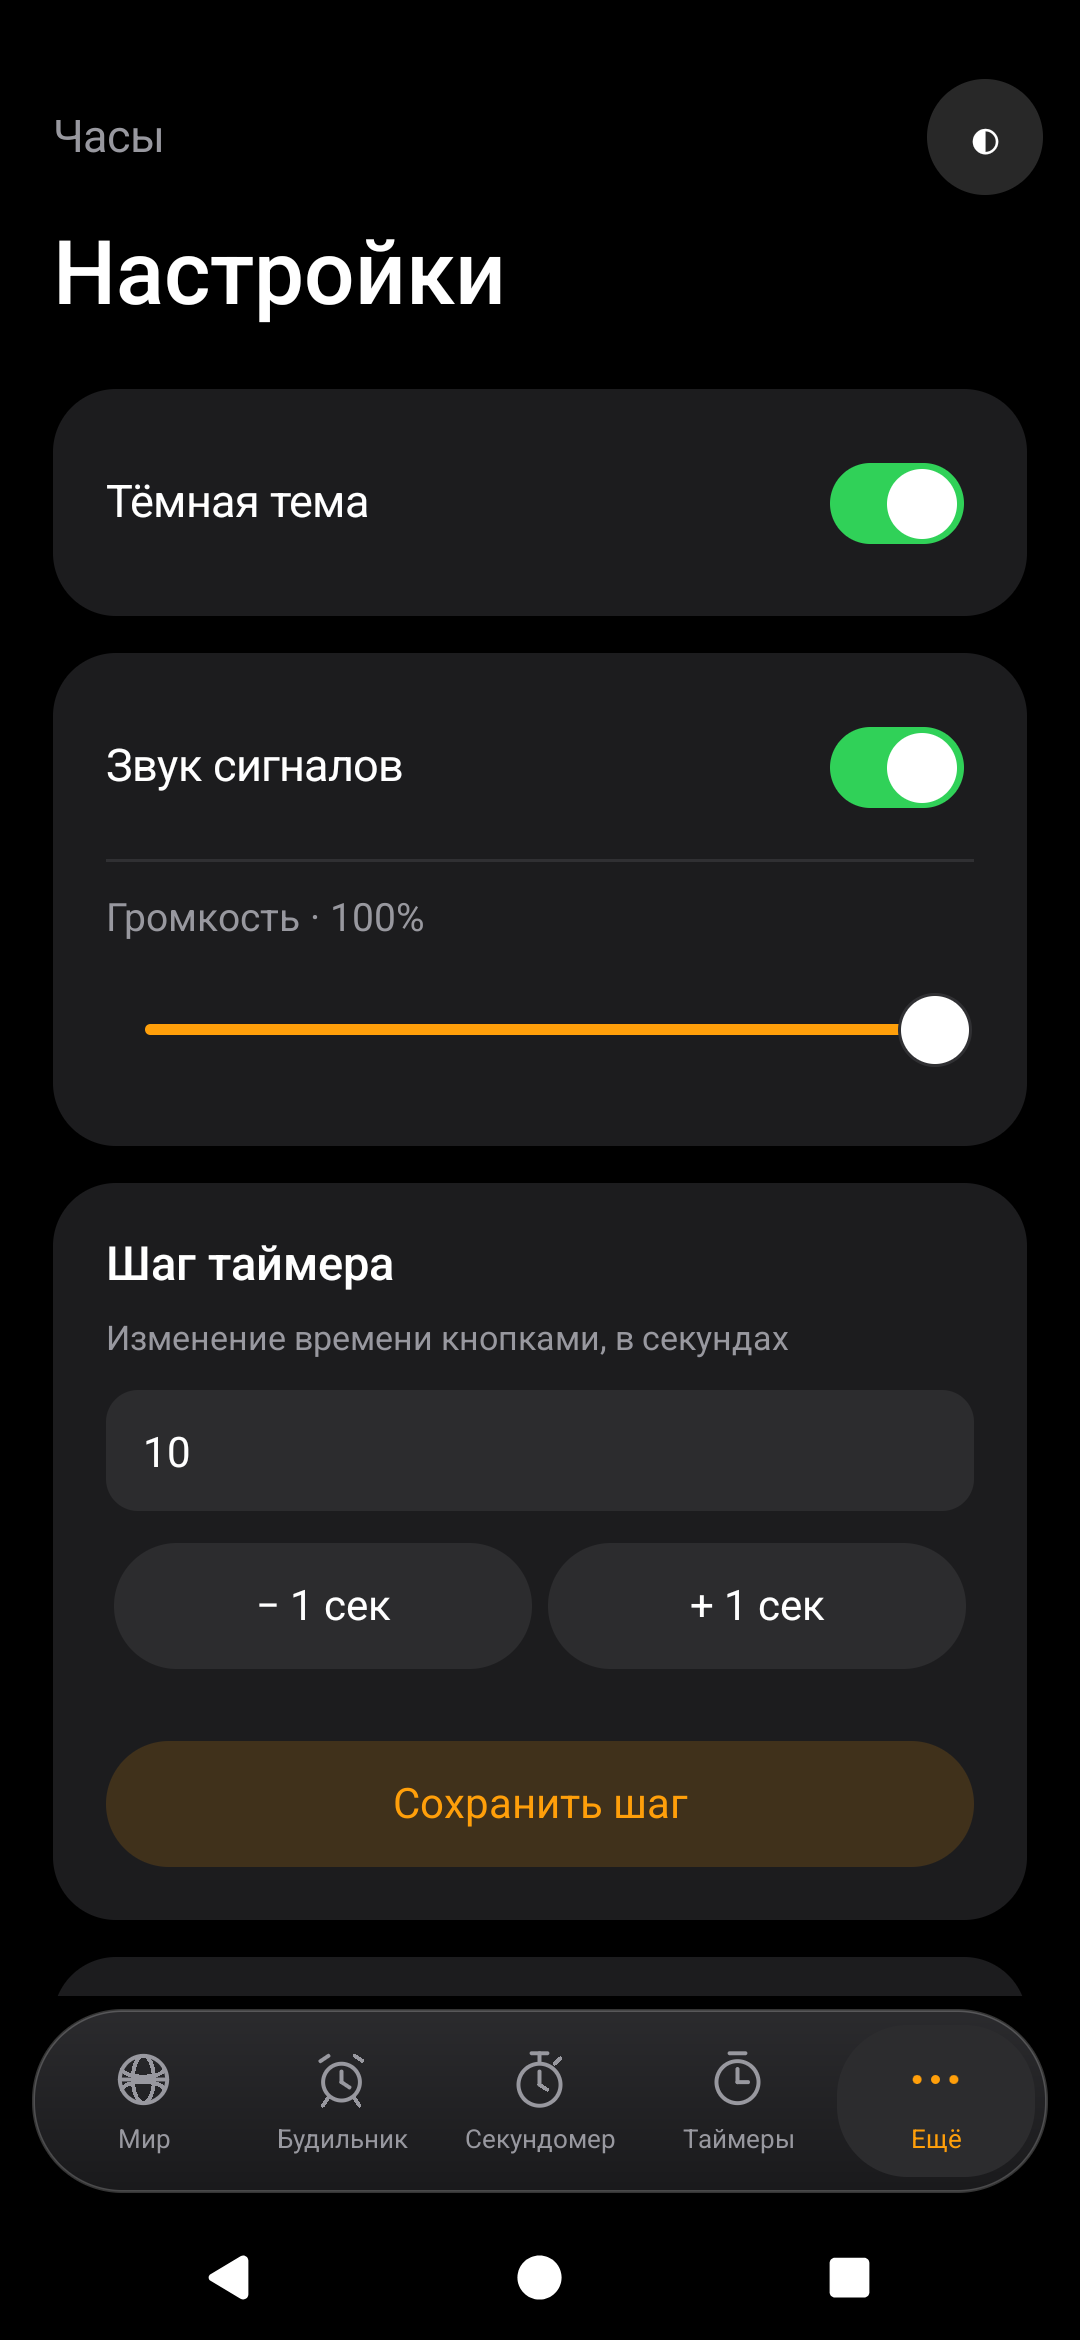 Часы
Настройки
Тёмная тема
Звук сигналов
Громкость · 100%
Шаг таймера
Изменение времени кнопками, в секундах
10
− 1 сек
+ 1 сек
Сохранить шаг
Мир
Будильник
Секундомер
Таймеры
Ещё